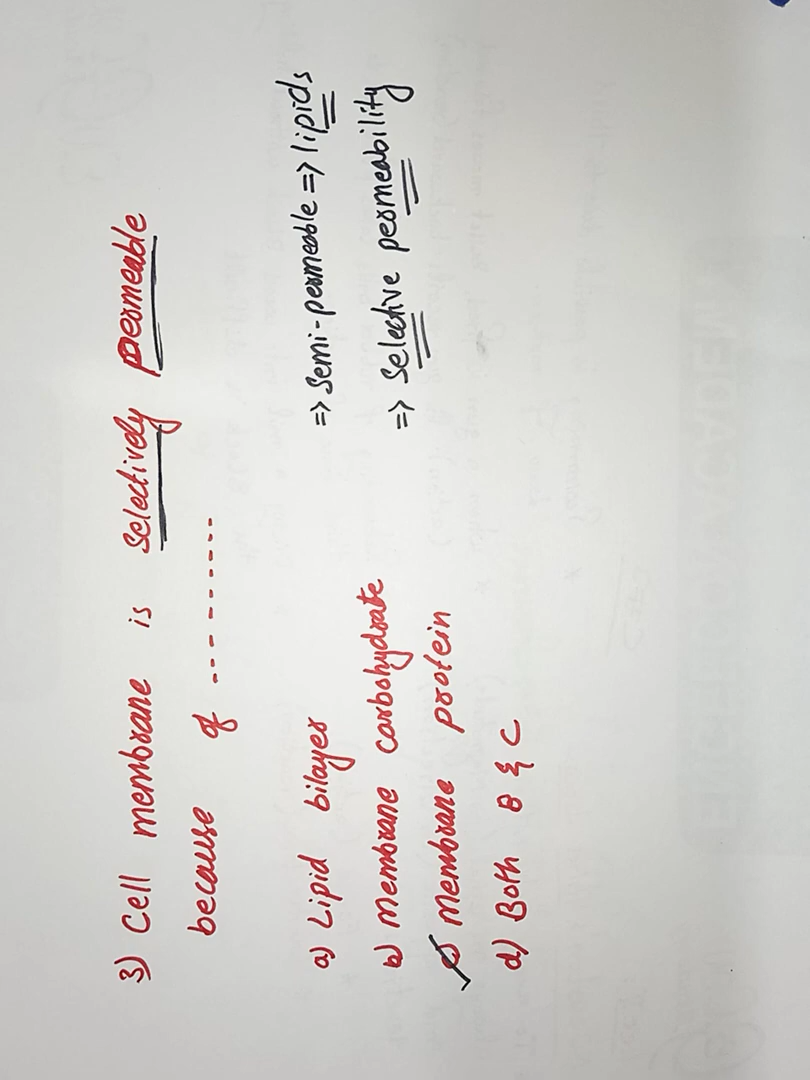 3) Cell membrane is selectively permeable
because of ----------
a) Lipid bilayer
b) membrane carbohydrate
c) membrane protein
d) Both B & C
=> Semi-permeable => lipids
=> Selective permeability